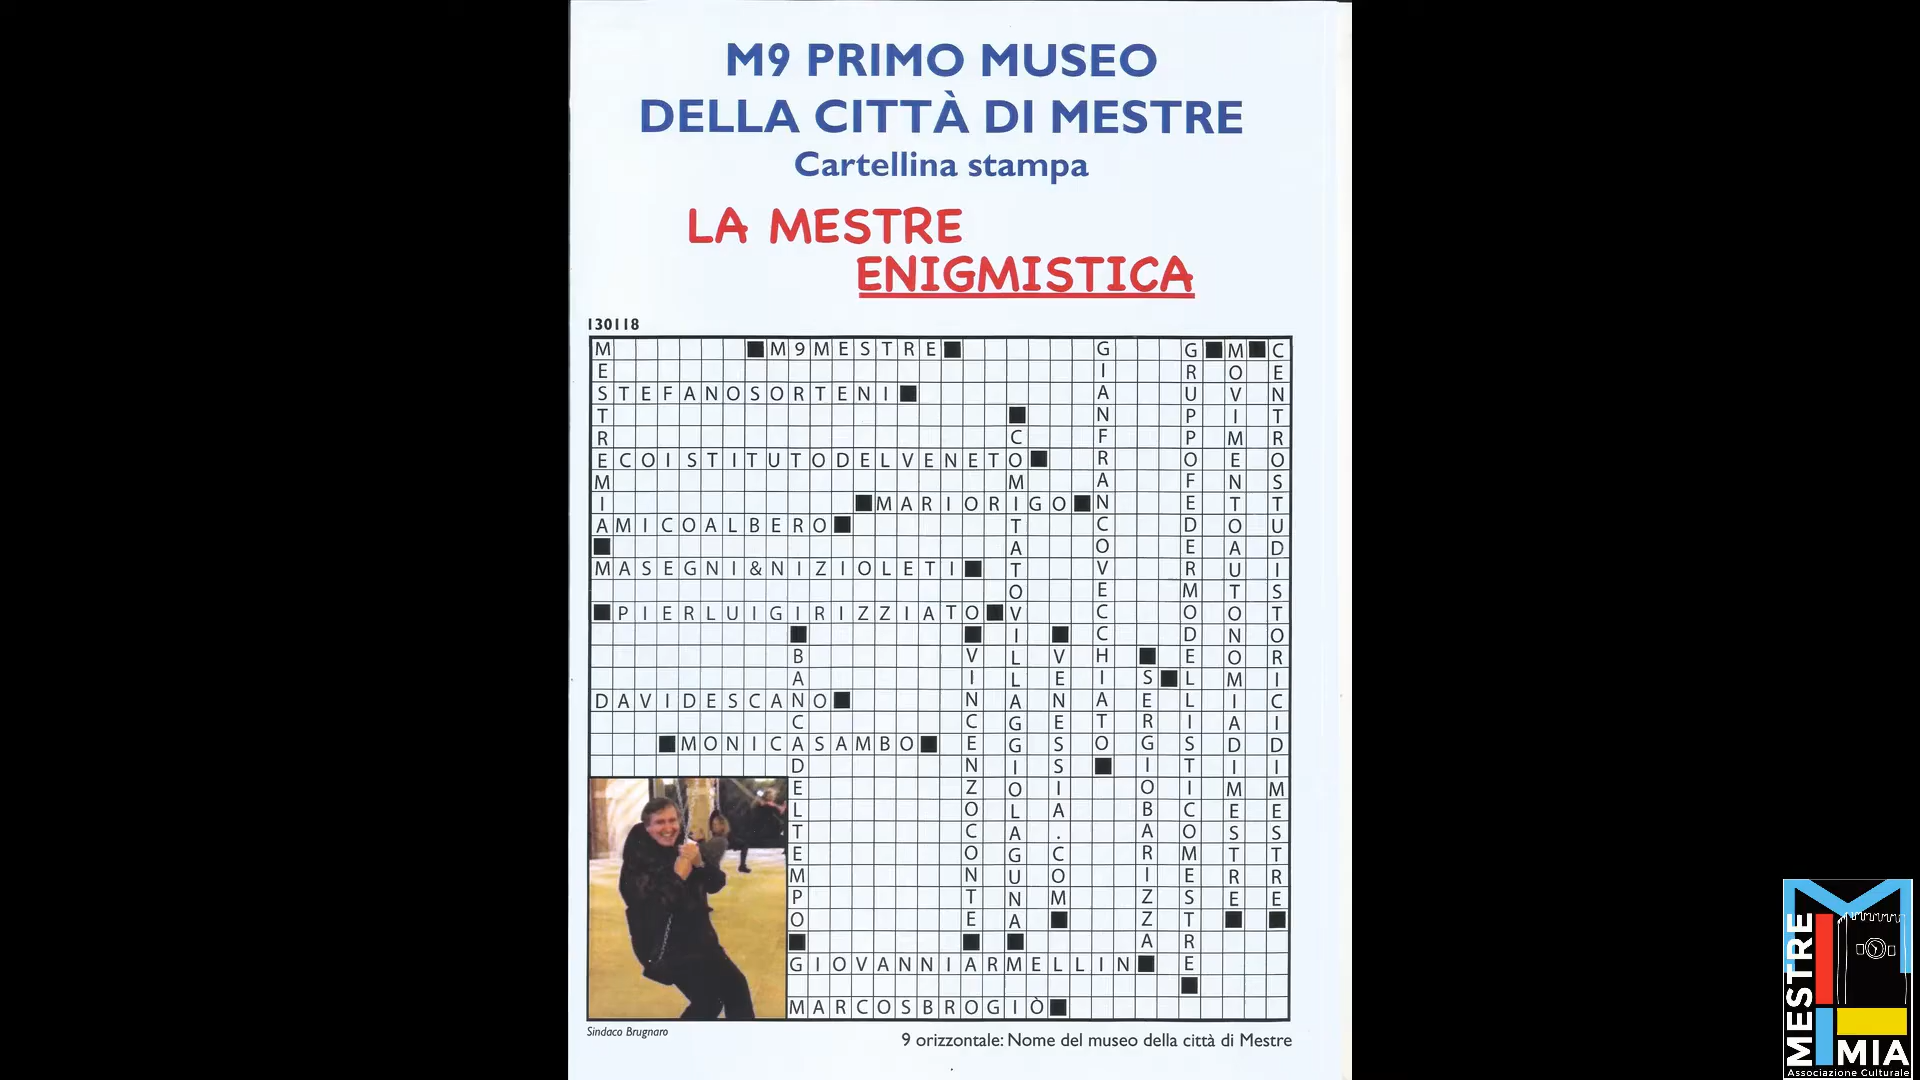 M9 PRIMO MUSEO
DELLA CITTÀ DI MESTRE
Cartellina stampa
LA MESTRE
ENIGMISTICA
130118
M9MESTRE
STEFANOSORTENI
ECOISTITUTODELVENETO
MARIORIGO
AMICOALBERO
MASEGNI&NIZIOLETI
PIERLUIGIRIZZIATO
DAVIDESCANO
MONICASAMBO
GIOVANNIARMELLIN
MARCOSBROGIÒ
MESTREMIA
BANCADELTEMPO
VINCENZOCONTE
COMITATOVILLAGGIOLAGUNA
VENESSIA.COM
GIANFRANCOVECCHIATO
SERGIOBARIZZA
GRUPPOFEDERMODELLISTICOMESTRE
MOVIMENTOAUTONOMIADIMESTRE
CENTROSTUDISTORICIDIMESTRE
Sindaco Brugnaro
9 orizzontale: Nome del museo della città di Mestre
MESTRE
MIA
Associazione Culturale